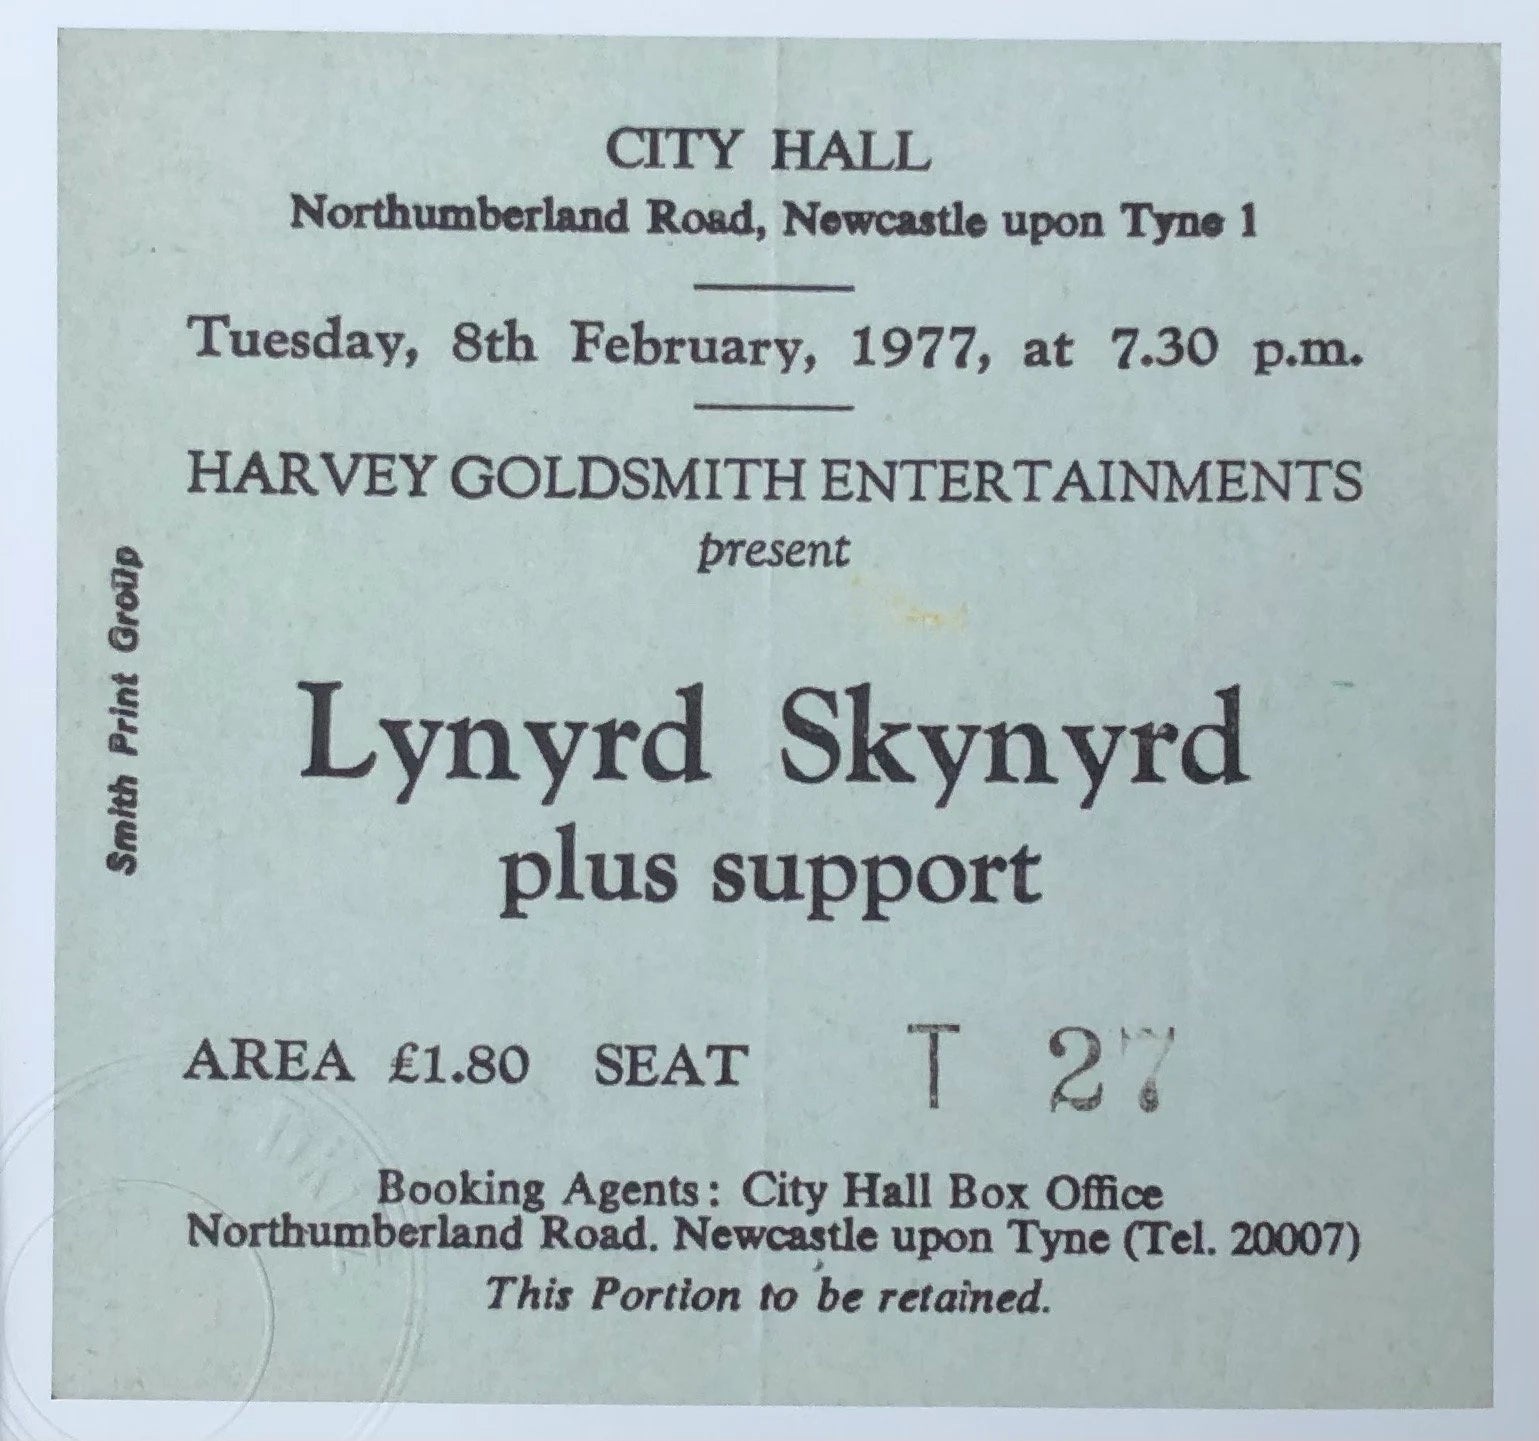 CITY HALL
Northumberland Road, Newcastle upon Tyne 1
Tuesday, 8th February, 1977, at 7.30 p.m.
HARVEY GOLDSMITH ENTERTAINMENTS
present
Lynyrd Skynyrd
plus support
AREA £1.80 SEAT T 27
Booking Agents: City Hall Box Office
Northumberland Road. Newcastle upon Tyne (Tel. 20007)
This Portion to be retained.
Smith Print Group